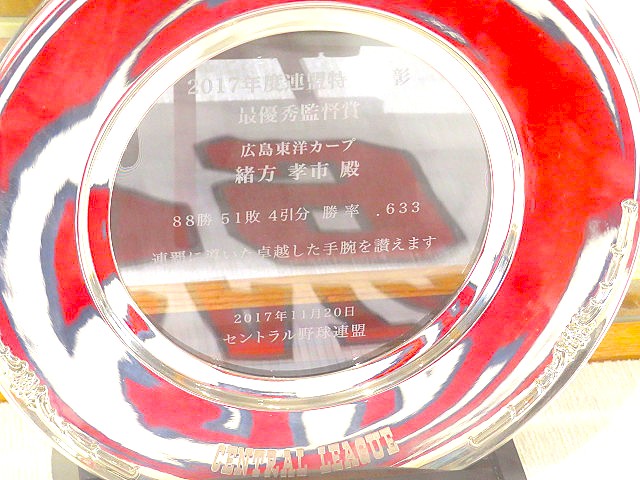 2017年度連盟特 彰
最優秀監督賞
広島東洋カープ
緒方 孝市 殿
88勝 51敗 4引分 勝率 .633
連覇に導いた卓越した手腕を讃えます
2017年11月20日
セントラル野球連盟
CENTRAL LEAGUE